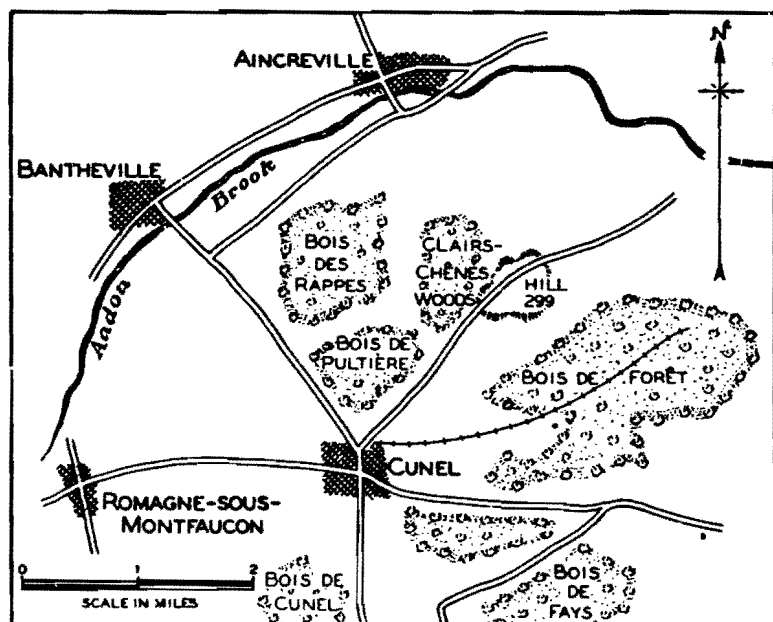 N
AINCREVILLE
BANTHEVILLE
Brook
Andon
BOIS
DES
RAPPES
CLAIRS-
CHÊNES
WOODS
HILL
299
BOIS DE
PULTIÈRE
BOIS DE FORÊT
CUNEL
ROMAGNE-SOUS-
MONTFAUCON
0 1 2
SCALE IN MILES
BOIS DE
CUNEL
BOIS
DE
FAYS